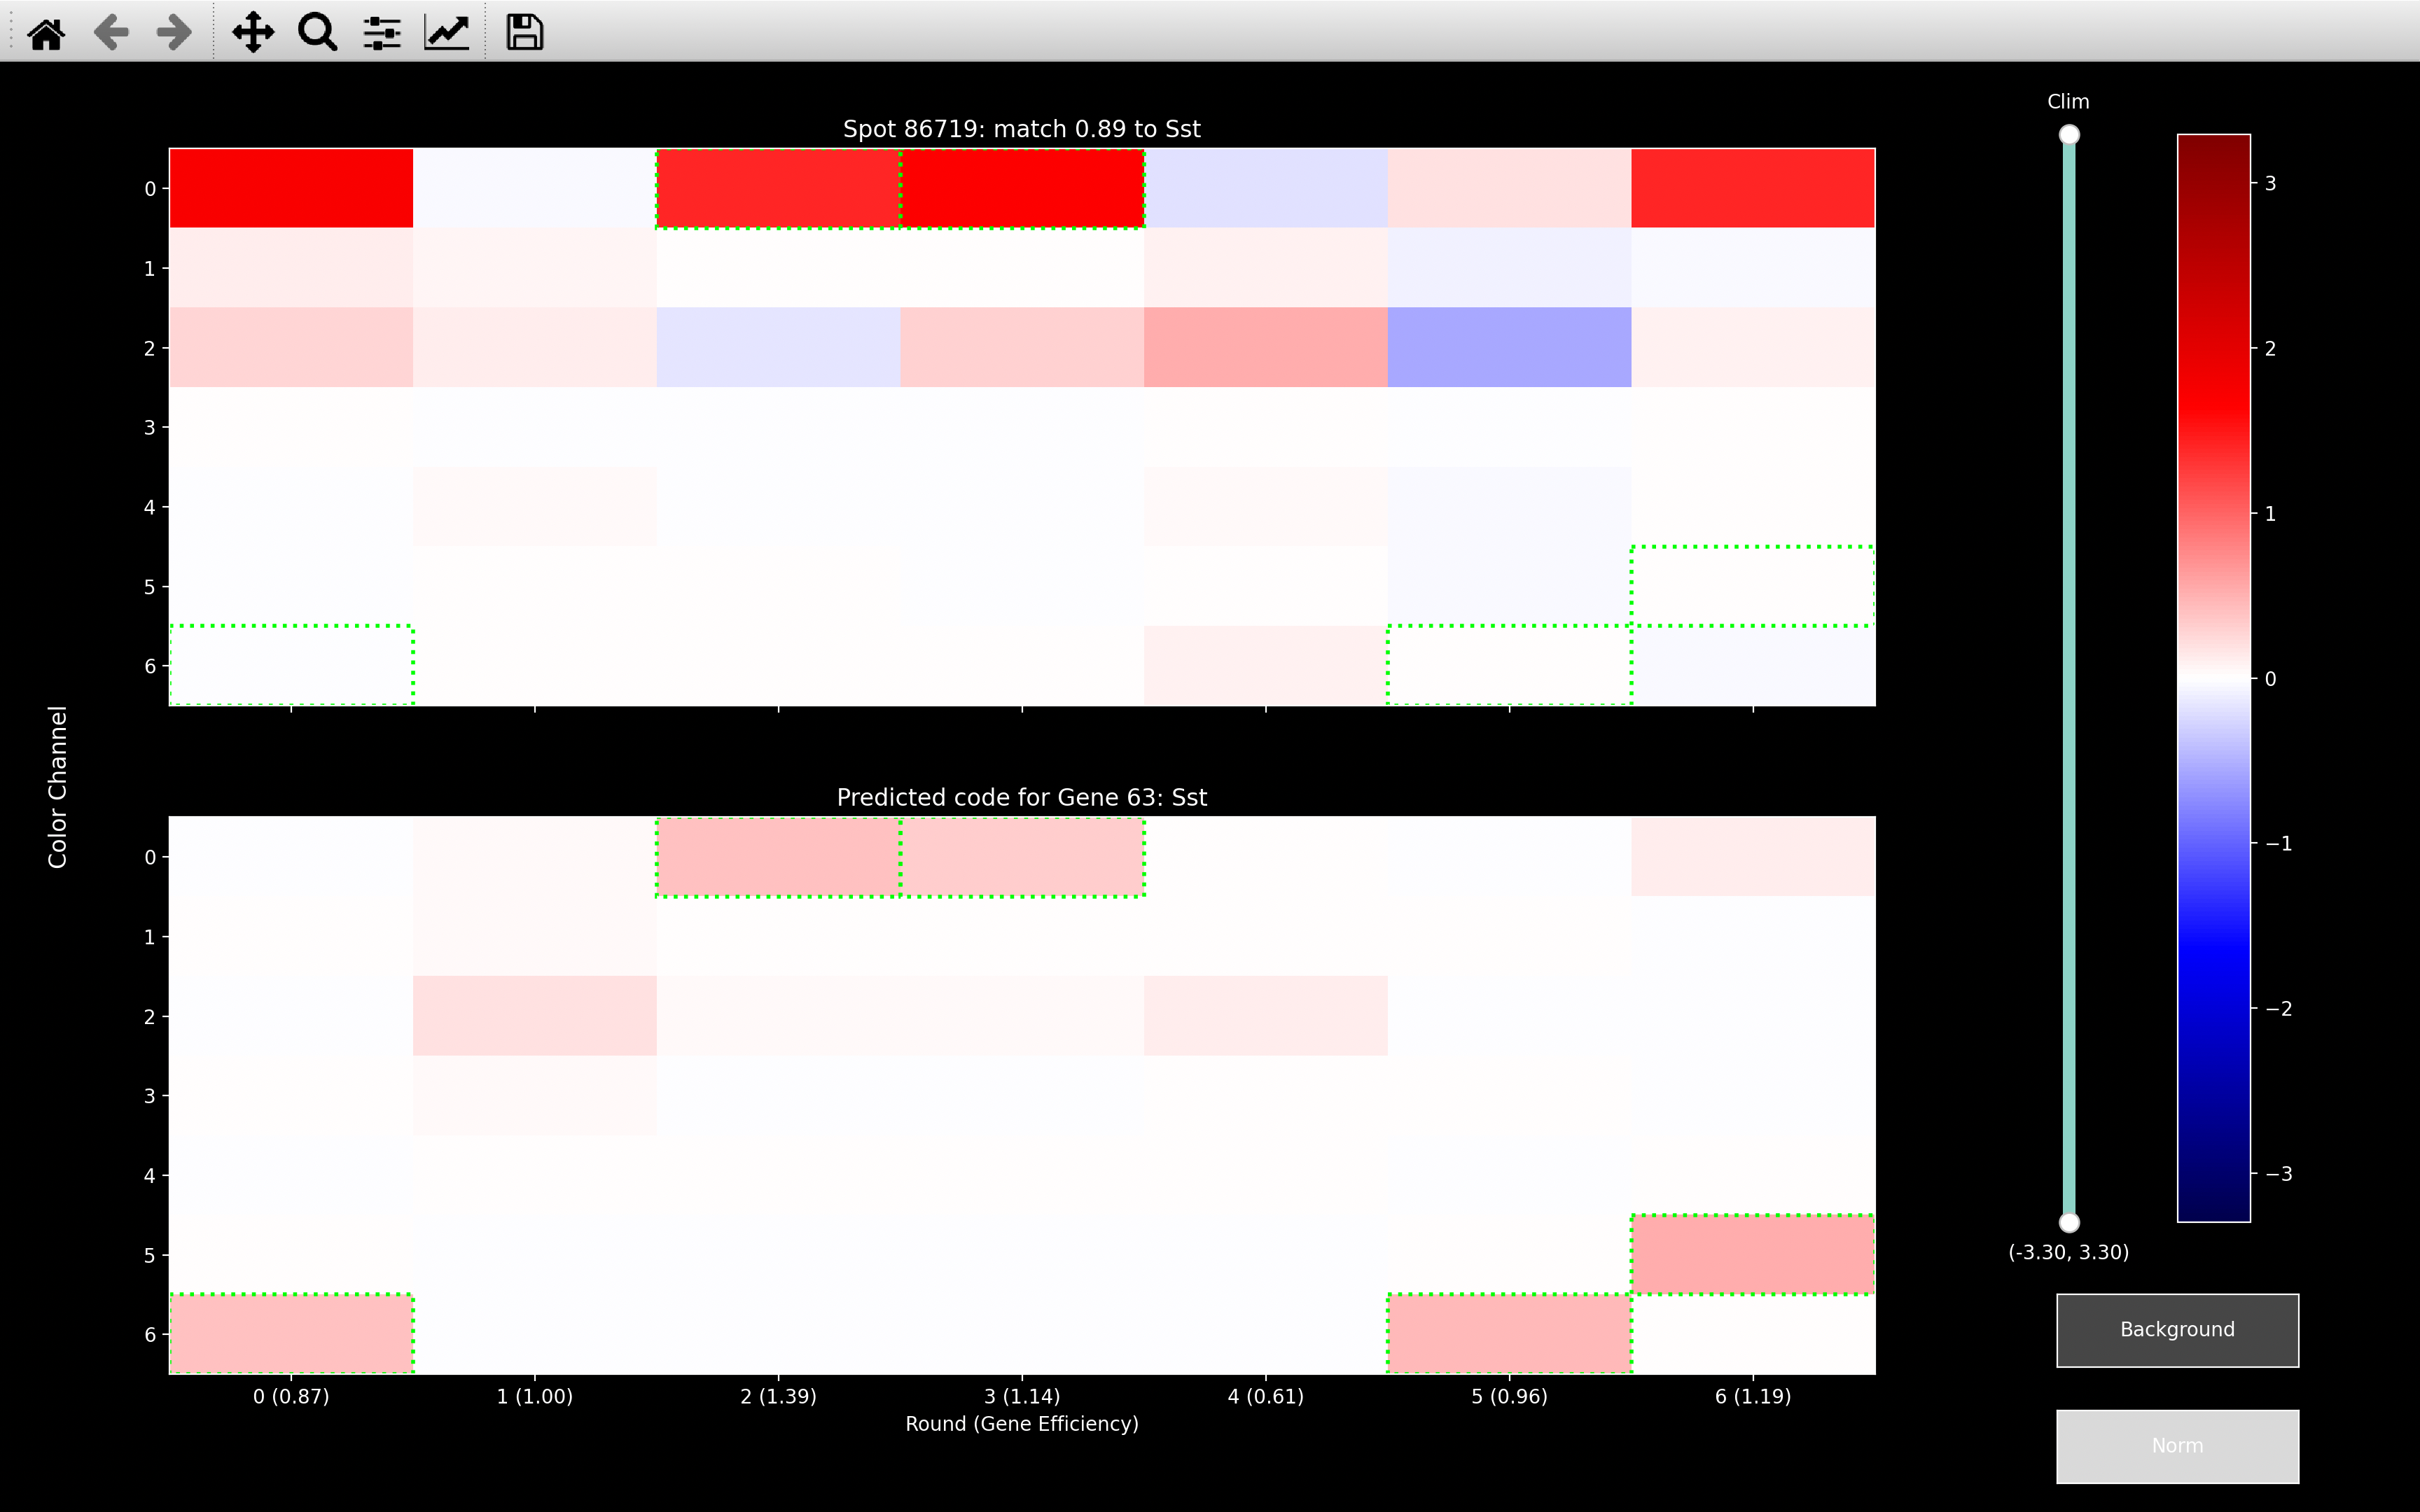 Clim
Spot 86719: match 0.89 to Sst
0
1
2
3
4
5
6
Color Channel
Predicted code for Gene 63: Sst
0
1
2
3
4
5
6
0 (0.87) 1 (1.00) 2 (1.39) 3 (1.14) 4 (0.61) 5 (0.96) 6 (1.19)
Round (Gene Efficiency)
3
2
1
0
−1
−2
−3
(-3.30, 3.30)
Background
Norm